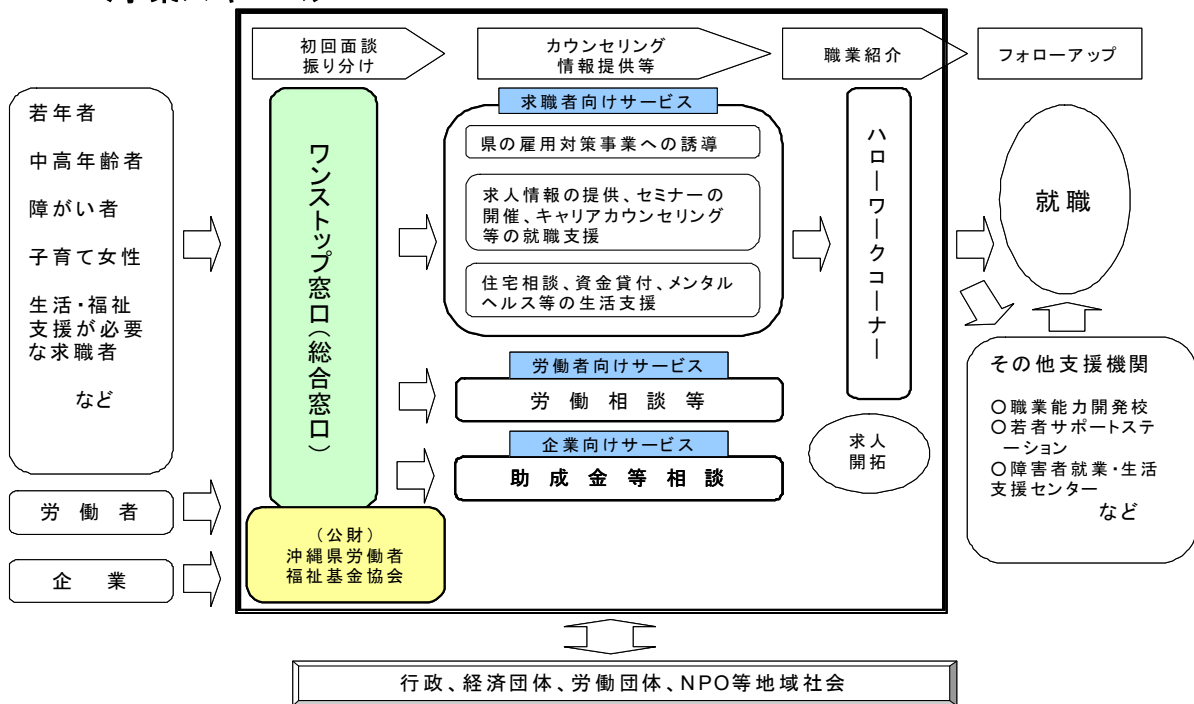 初回面談
振り分け
カウンセリング
情報提供等
職業紹介
フォローアップ
若年者
中高年齢者
障がい者
子育て女性
生活・福祉
支援が必要
な求職者
など
労働者
企業
ワンストップ窓口(総合窓口)
(公財)
沖縄県労働者
福祉基金協会
求職者向けサービス
県の雇用対策事業への誘導
求人情報の提供、セミナーの
開催、キャリアカウンセリング
等の就職支援
住宅相談、資金貸付、メンタル
ヘルス等の生活支援
労働者向けサービス
労働相談等
企業向けサービス
助成金等相談
ハローワークコーナー
求人
開拓
就職
その他支援機関
○職業能力開発校
○若者サポートステ
ーション
○障害者就業・生活
支援センター
など
行政、経済団体、労働団体、NPO等地域社会